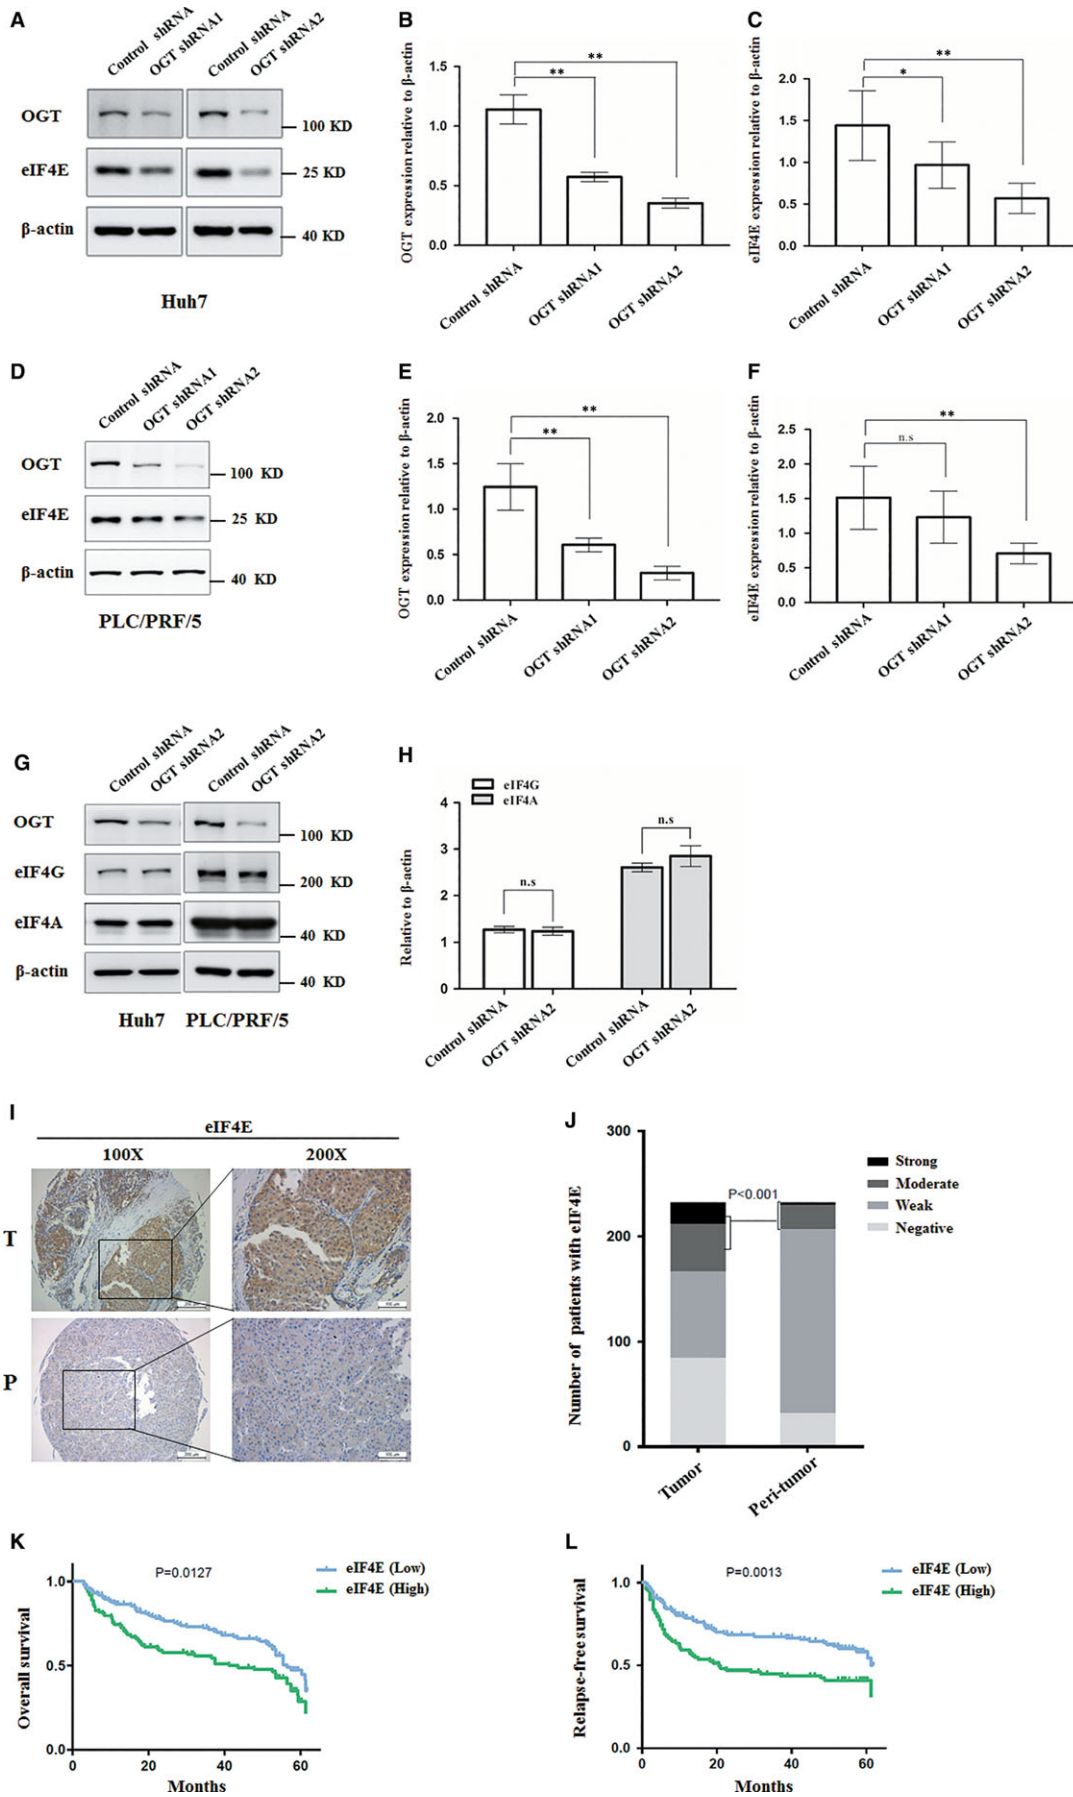 A
Control shRNA
OGT shRNA1
Control shRNA
OGT shRNA2
OGT
100 KD
eIF4E
25 KD
β-actin
40 KD
Huh7
B
OGT expression relative to β-actin
1.5
1.0
0.5
0.0
**
**
Control shRNA
OGT shRNA1
OGT shRNA2
C
eIF4E expression relative to β-actin
2.0
1.5
1.0
0.5
0.0
**
*
Control shRNA
OGT shRNA1
OGT shRNA2
D
Control shRNA
OGT shRNA1
OGT shRNA2
OGT
100 KD
eIF4E
25 KD
β-actin
40 KD
PLC/PRF/5
E
OGT expression relative to β-actin
2.0
1.5
1.0
0.5
0.0
**
**
Control shRNA
OGT shRNA1
OGT shRNA2
F
eIF4E expression relative to β-actin
2.5
2.0
1.5
1.0
0.5
0.0
**
n.s
Control shRNA
OGT shRNA1
OGT shRNA2
G
Control shRNA
OGT shRNA2
Control shRNA
OGT shRNA2
OGT
100 KD
eIF4G
200 KD
eIF4A
40 KD
β-actin
40 KD
Huh7
PLC/PRF/5
H
eIF4G
eIF4A
Relative to β-actin
4
3
2
1
0
n.s
n.s
Control shRNA
OGT shRNA2
Control shRNA
OGT shRNA2
I
eIF4E
100X
200X
T
P
J
Number of patients with eIF4E
300
200
100
0
P<0.001
Strong
Moderate
Weak
Negative
Tumor
Peri-tumor
K
P=0.0127
eIF4E (Low)
eIF4E (High)
Overall survival
1.0
0.5
0.0
0
20
40
60
Months
L
P=0.0013
eIF4E (Low)
eIF4E (High)
Relapse-free survival
1.0
0.5
0.0
0
20
40
60
Months